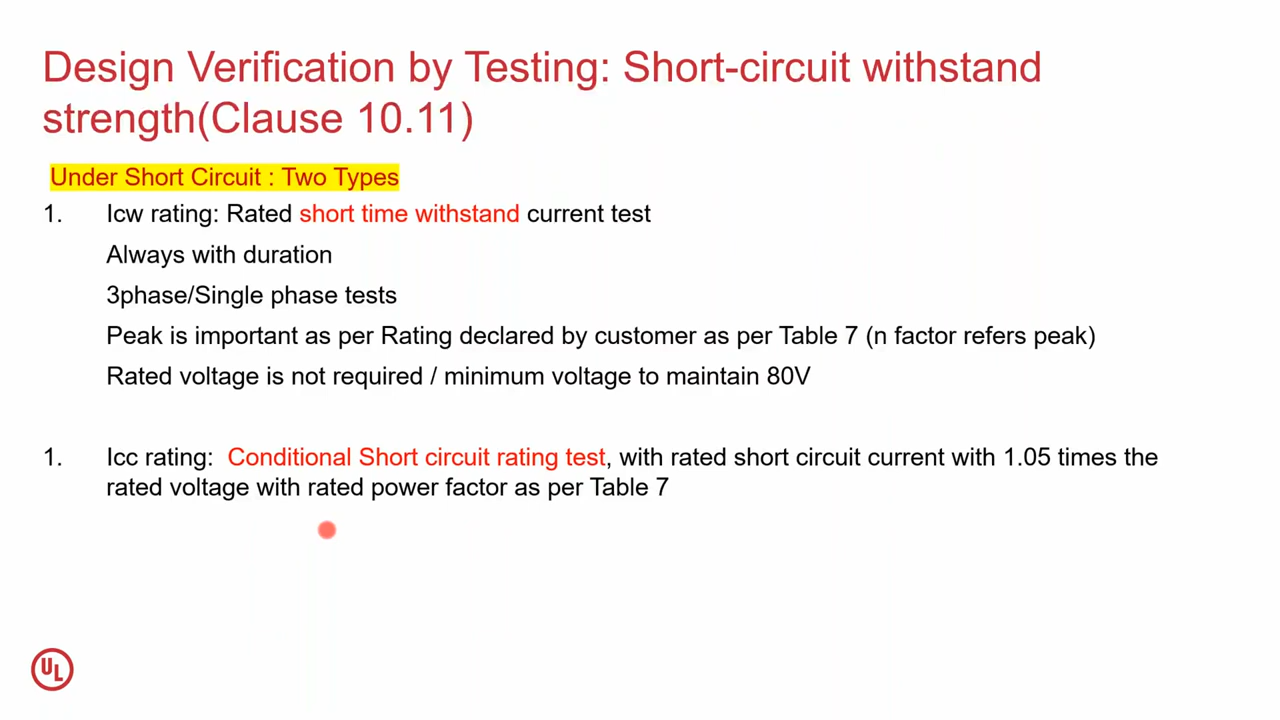 Design Verification by Testing: Short-circuit withstand
strength(Clause 10.11)
Under Short Circuit : Two Types
1. Icw rating: Rated short time withstand current test
Always with duration
3phase/Single phase tests
Peak is important as per Rating declared by customer as per Table 7 (n factor refers peak)
Rated voltage is not required / minimum voltage to maintain 80V
1. Icc rating: Conditional Short circuit rating test, with rated short circuit current with 1.05 times the
rated voltage with rated power factor as per Table 7
UL